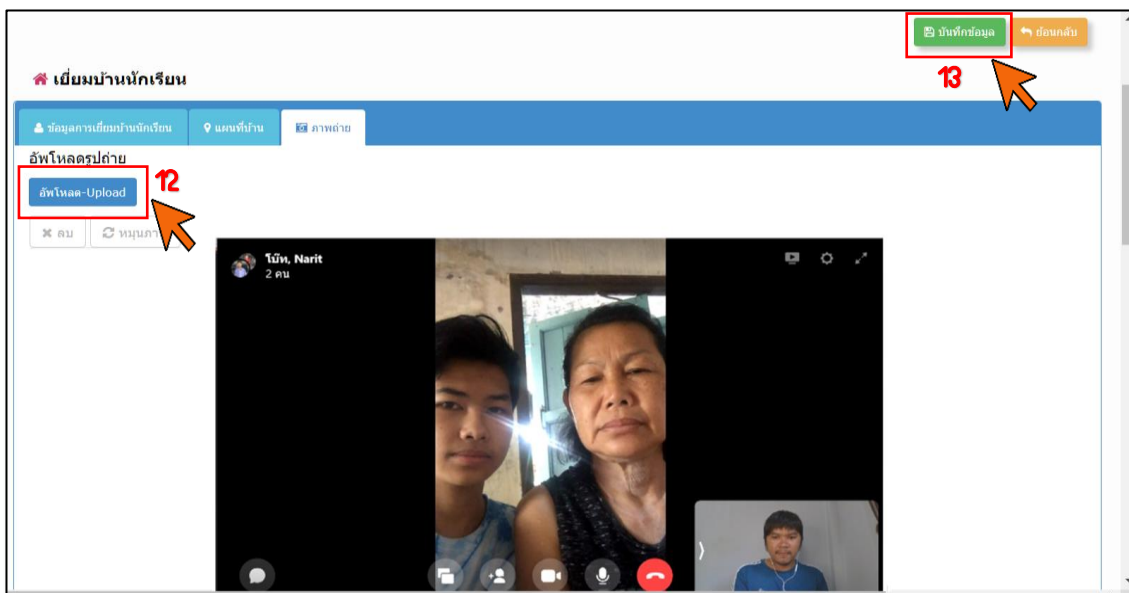 บันทึกข้อมูล
ย้อนกลับ
13
เยี่ยมบ้านนักเรียน
ข้อมูลการเยี่ยมบ้านนักเรียน
แผนที่บ้าน
ภาพถ่าย
อัพโหลดรูปถ่าย
12
อัพโหลด-Upload
ลบ
โบ๊ท, Narit
2 คน